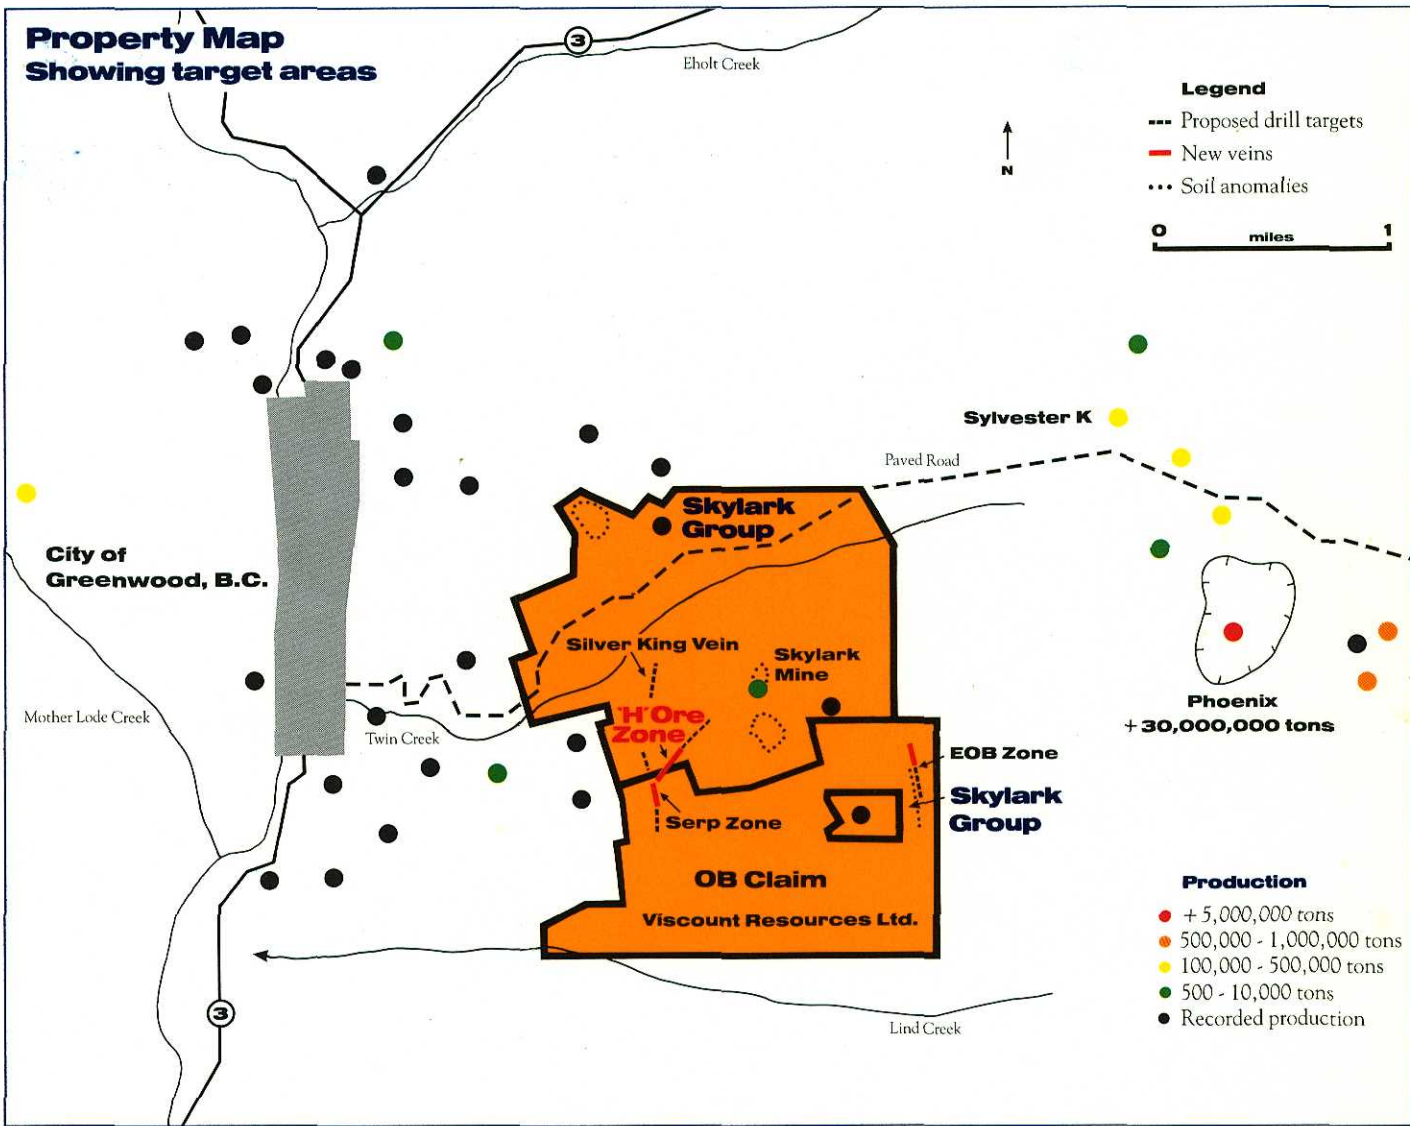 Property Map
Showing target areas
3
Eholt Creek
N
Legend
Proposed drill targets
New veins
Soil anomalies
0 miles 1
Sylvester K
Paved Road
Skylark
Group
City of
Greenwood, B.C.
Silver King Vein
Skylark
Mine
Phoenix
+30,000,000 tons
Mother Lode Creek
Twin Creek
"H" Ore
Zone
EOB Zone
Skylark
Group
Serp Zone
OB Claim
Viscount Resources Ltd.
Production
+5,000,000 tons
500,000 - 1,000,000 tons
100,000 - 500,000 tons
500 - 10,000 tons
Recorded production
3
Lind Creek